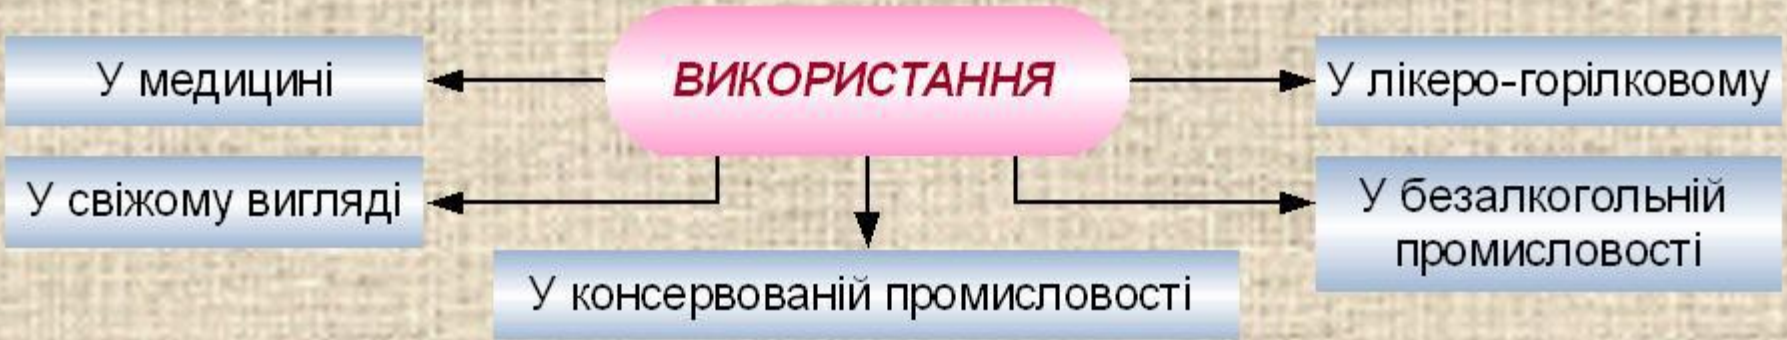 ВИКОРИСТАННЯ
У медицині
У лікеро-горілковому
У свіжому вигляді
У безалкогольній
промисловості
У консервованій промисловості